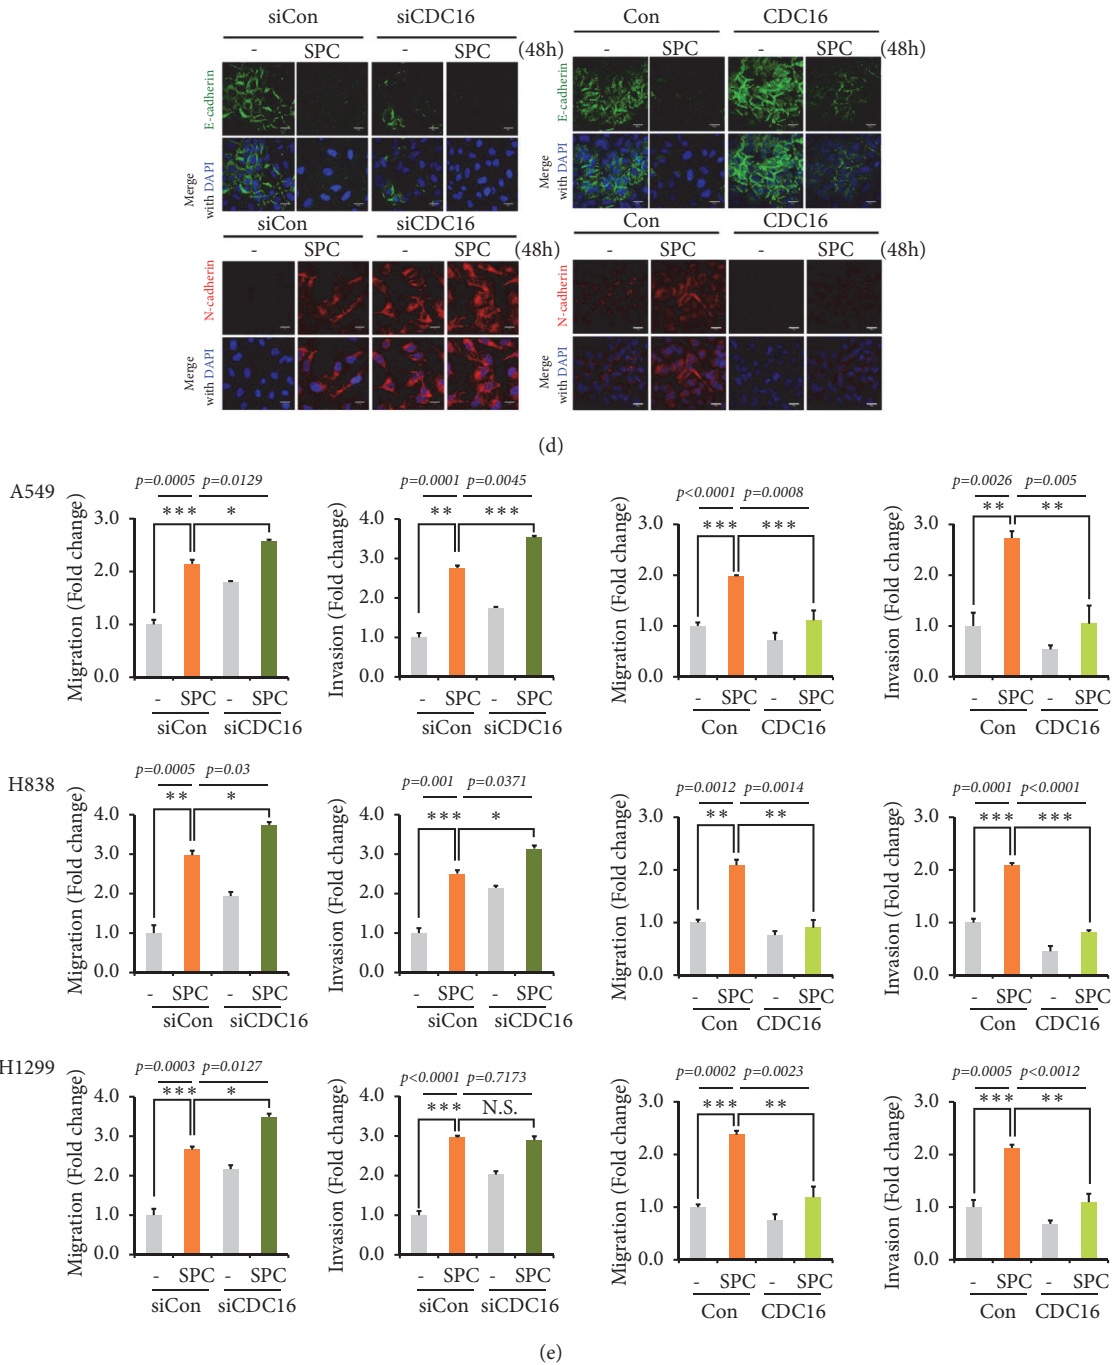 siCon siCDC16 Con CDC16
- SPC - SPC (48h) - SPC - SPC (48h)
E-cadherin E-cadherin
Merge with DAPI Merge with DAPI
siCon siCDC16 Con CDC16
- SPC - SPC (48h) - SPC - SPC (48h)
N-cadherin N-cadherin
Merge with DAPI Merge with DAPI
(d)
A549
p=0.0005 p=0.0129
*** *
Migration (Fold change)
3.0
2.0
1.0
0.0
- SPC - SPC
siCon siCDC16
p=0.0001 p=0.0045
** ***
Invasion (Fold change)
4.0
3.0
2.0
1.0
0.0
- SPC - SPC
siCon siCDC16
p<0.0001 p=0.0008
*** ***
Migration (Fold change)
3.0
2.0
1.0
0.0
- SPC - SPC
Con CDC16
p=0.0026 p=0.005
** **
Invasion (Fold change)
3.0
2.0
1.0
0.0
- SPC - SPC
Con CDC16
H838
p=0.0005 p=0.03
** *
Migration (Fold change)
4.0
3.0
2.0
1.0
0.0
- SPC - SPC
siCon siCDC16
p=0.001 p=0.0371
*** *
Invasion (Fold change)
4.0
3.0
2.0
1.0
0.0
- SPC - SPC
siCon siCDC16
p=0.0012 p=0.0014
** **
Migration (Fold change)
3.0
2.0
1.0
0.0
- SPC - SPC
Con CDC16
p=0.0001 p<0.0001
*** ***
Invasion (Fold change)
3.0
2.0
1.0
0.0
- SPC - SPC
Con CDC16
H1299
p=0.0003 p=0.0127
*** *
Migration (Fold change)
4.0
3.0
2.0
1.0
0.0
- SPC - SPC
siCon siCDC16
p<0.0001 p=0.7173
*** N.S.
Invasion (Fold change)
4.0
3.0
2.0
1.0
0.0
- SPC - SPC
siCon siCDC16
p=0.0002 p=0.0023
*** **
Migration (Fold change)
3.0
2.0
1.0
0.0
- SPC - SPC
Con CDC16
p=0.0005 p<0.0012
*** **
Invasion (Fold change)
3.0
2.0
1.0
0.0
- SPC - SPC
Con CDC16
(e)